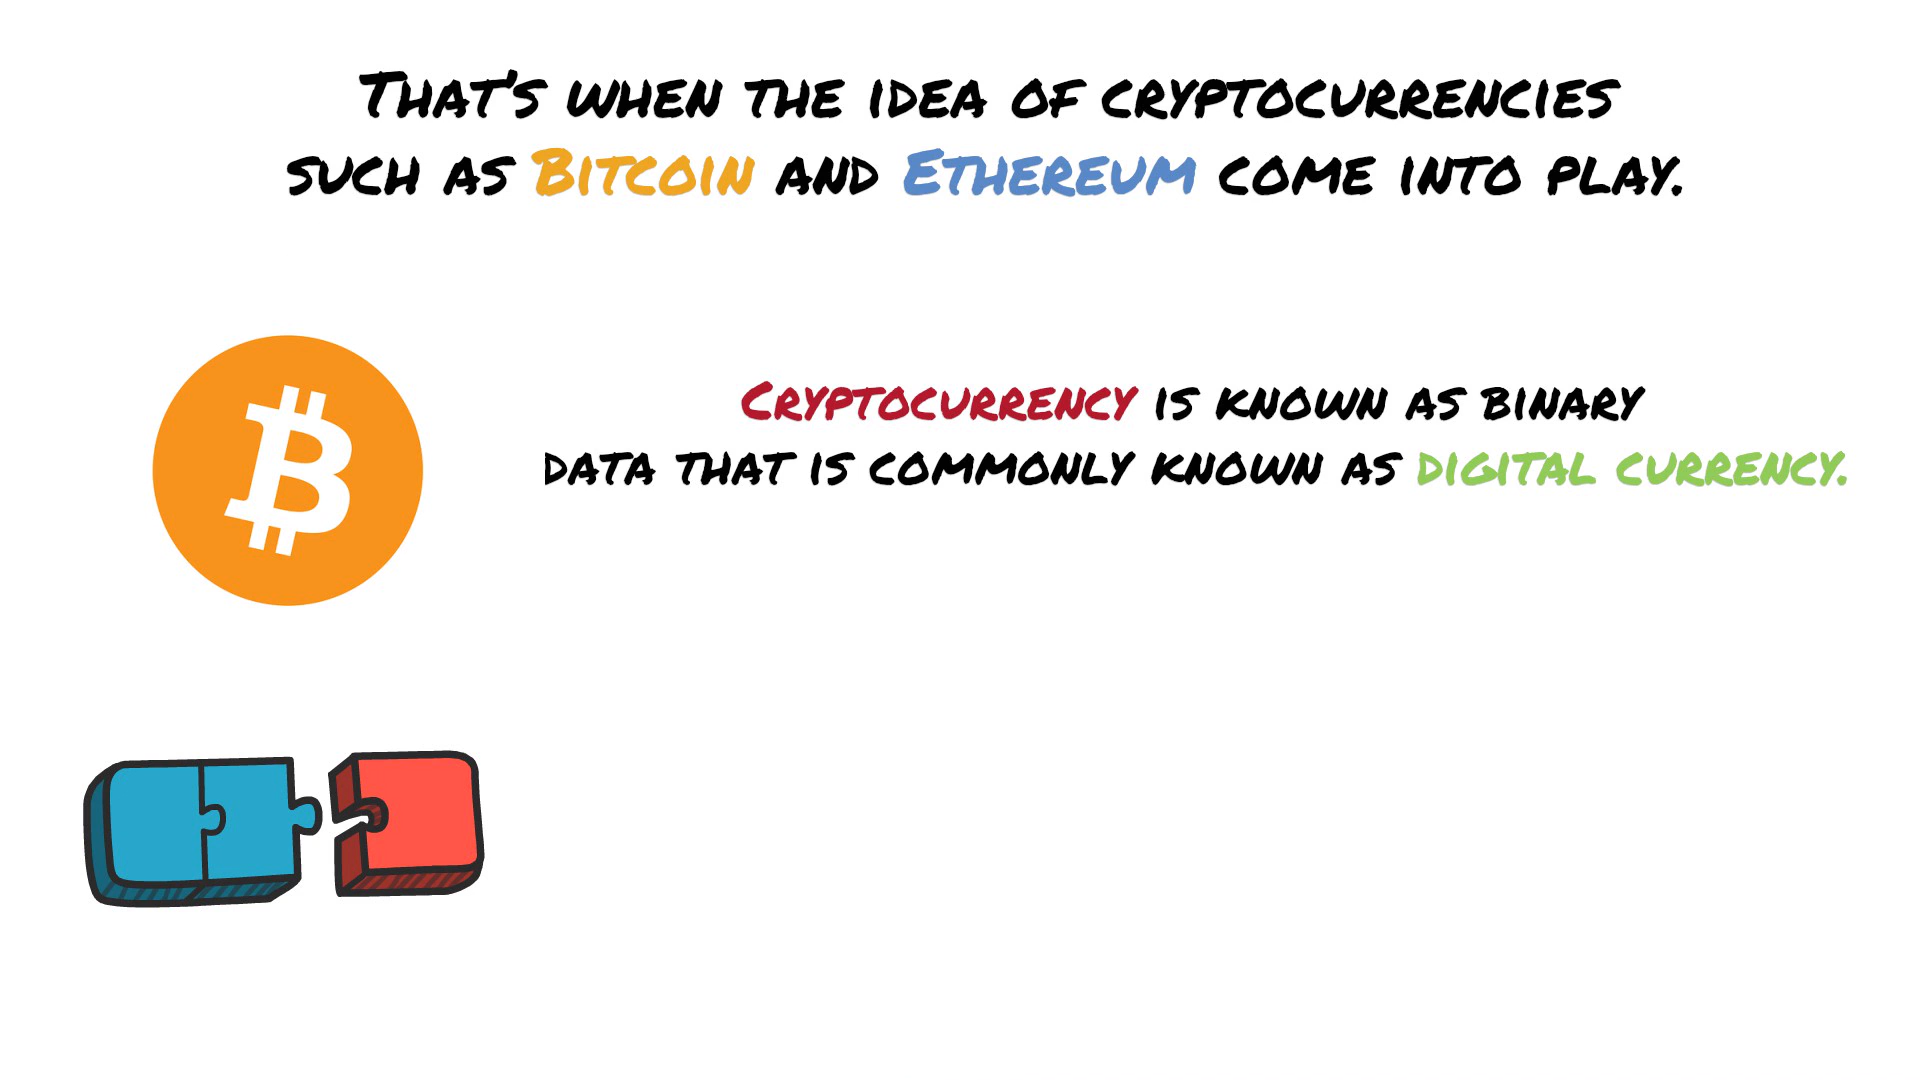 That's when the idea of cryptocurrencies
such as Bitcoin and Ethereum come into play.
Cryptocurrency is known as binary
data that is commonly known as digital currency.